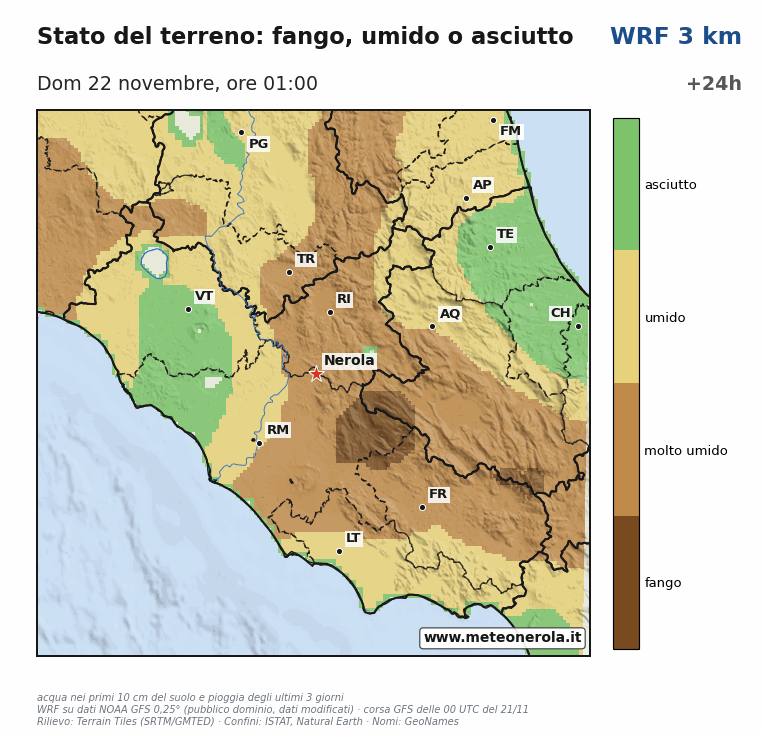 Stato del terreno: fango, umido o asciutto
WRF 3 km
Dom 22 novembre, ore 01:00
+24h
PG
FM
AP
TE
TR
VT
RI
AQ
CH
Nerola
RM
FR
LT
www.meteonerola.it
asciutto
umido
molto umido
fango
acqua nei primi 10 cm del suolo e pioggia degli ultimi 3 giorni
WRF su dati NOAA GFS 0,25° (pubblico dominio, dati modificati) · corsa GFS delle 00 UTC del 21/11
Rilievo: Terrain Tiles (SRTM/GMTED) · Confini: ISTAT, Natural Earth · Nomi: GeoNames